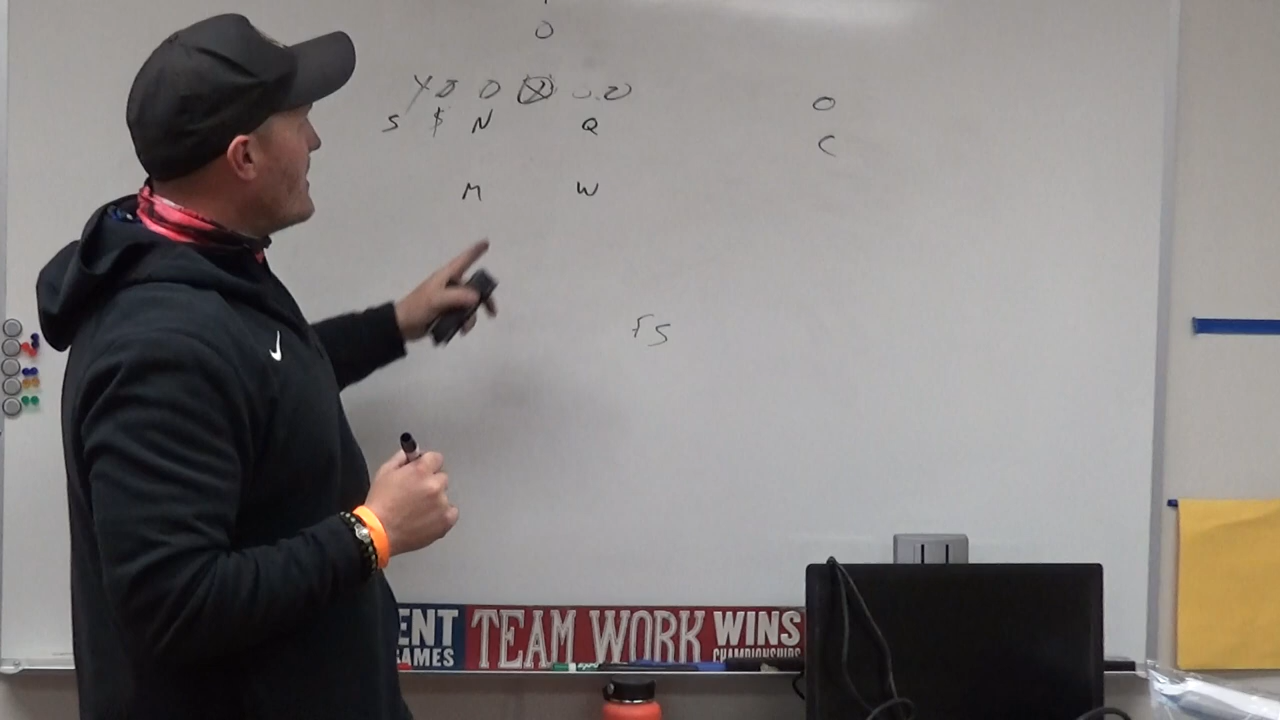 O
Y O O ⊗ O O
S $ N Q C
M W
FS
ENT TEAM WORK WINS
GAMES CHAMPIONSHIPS